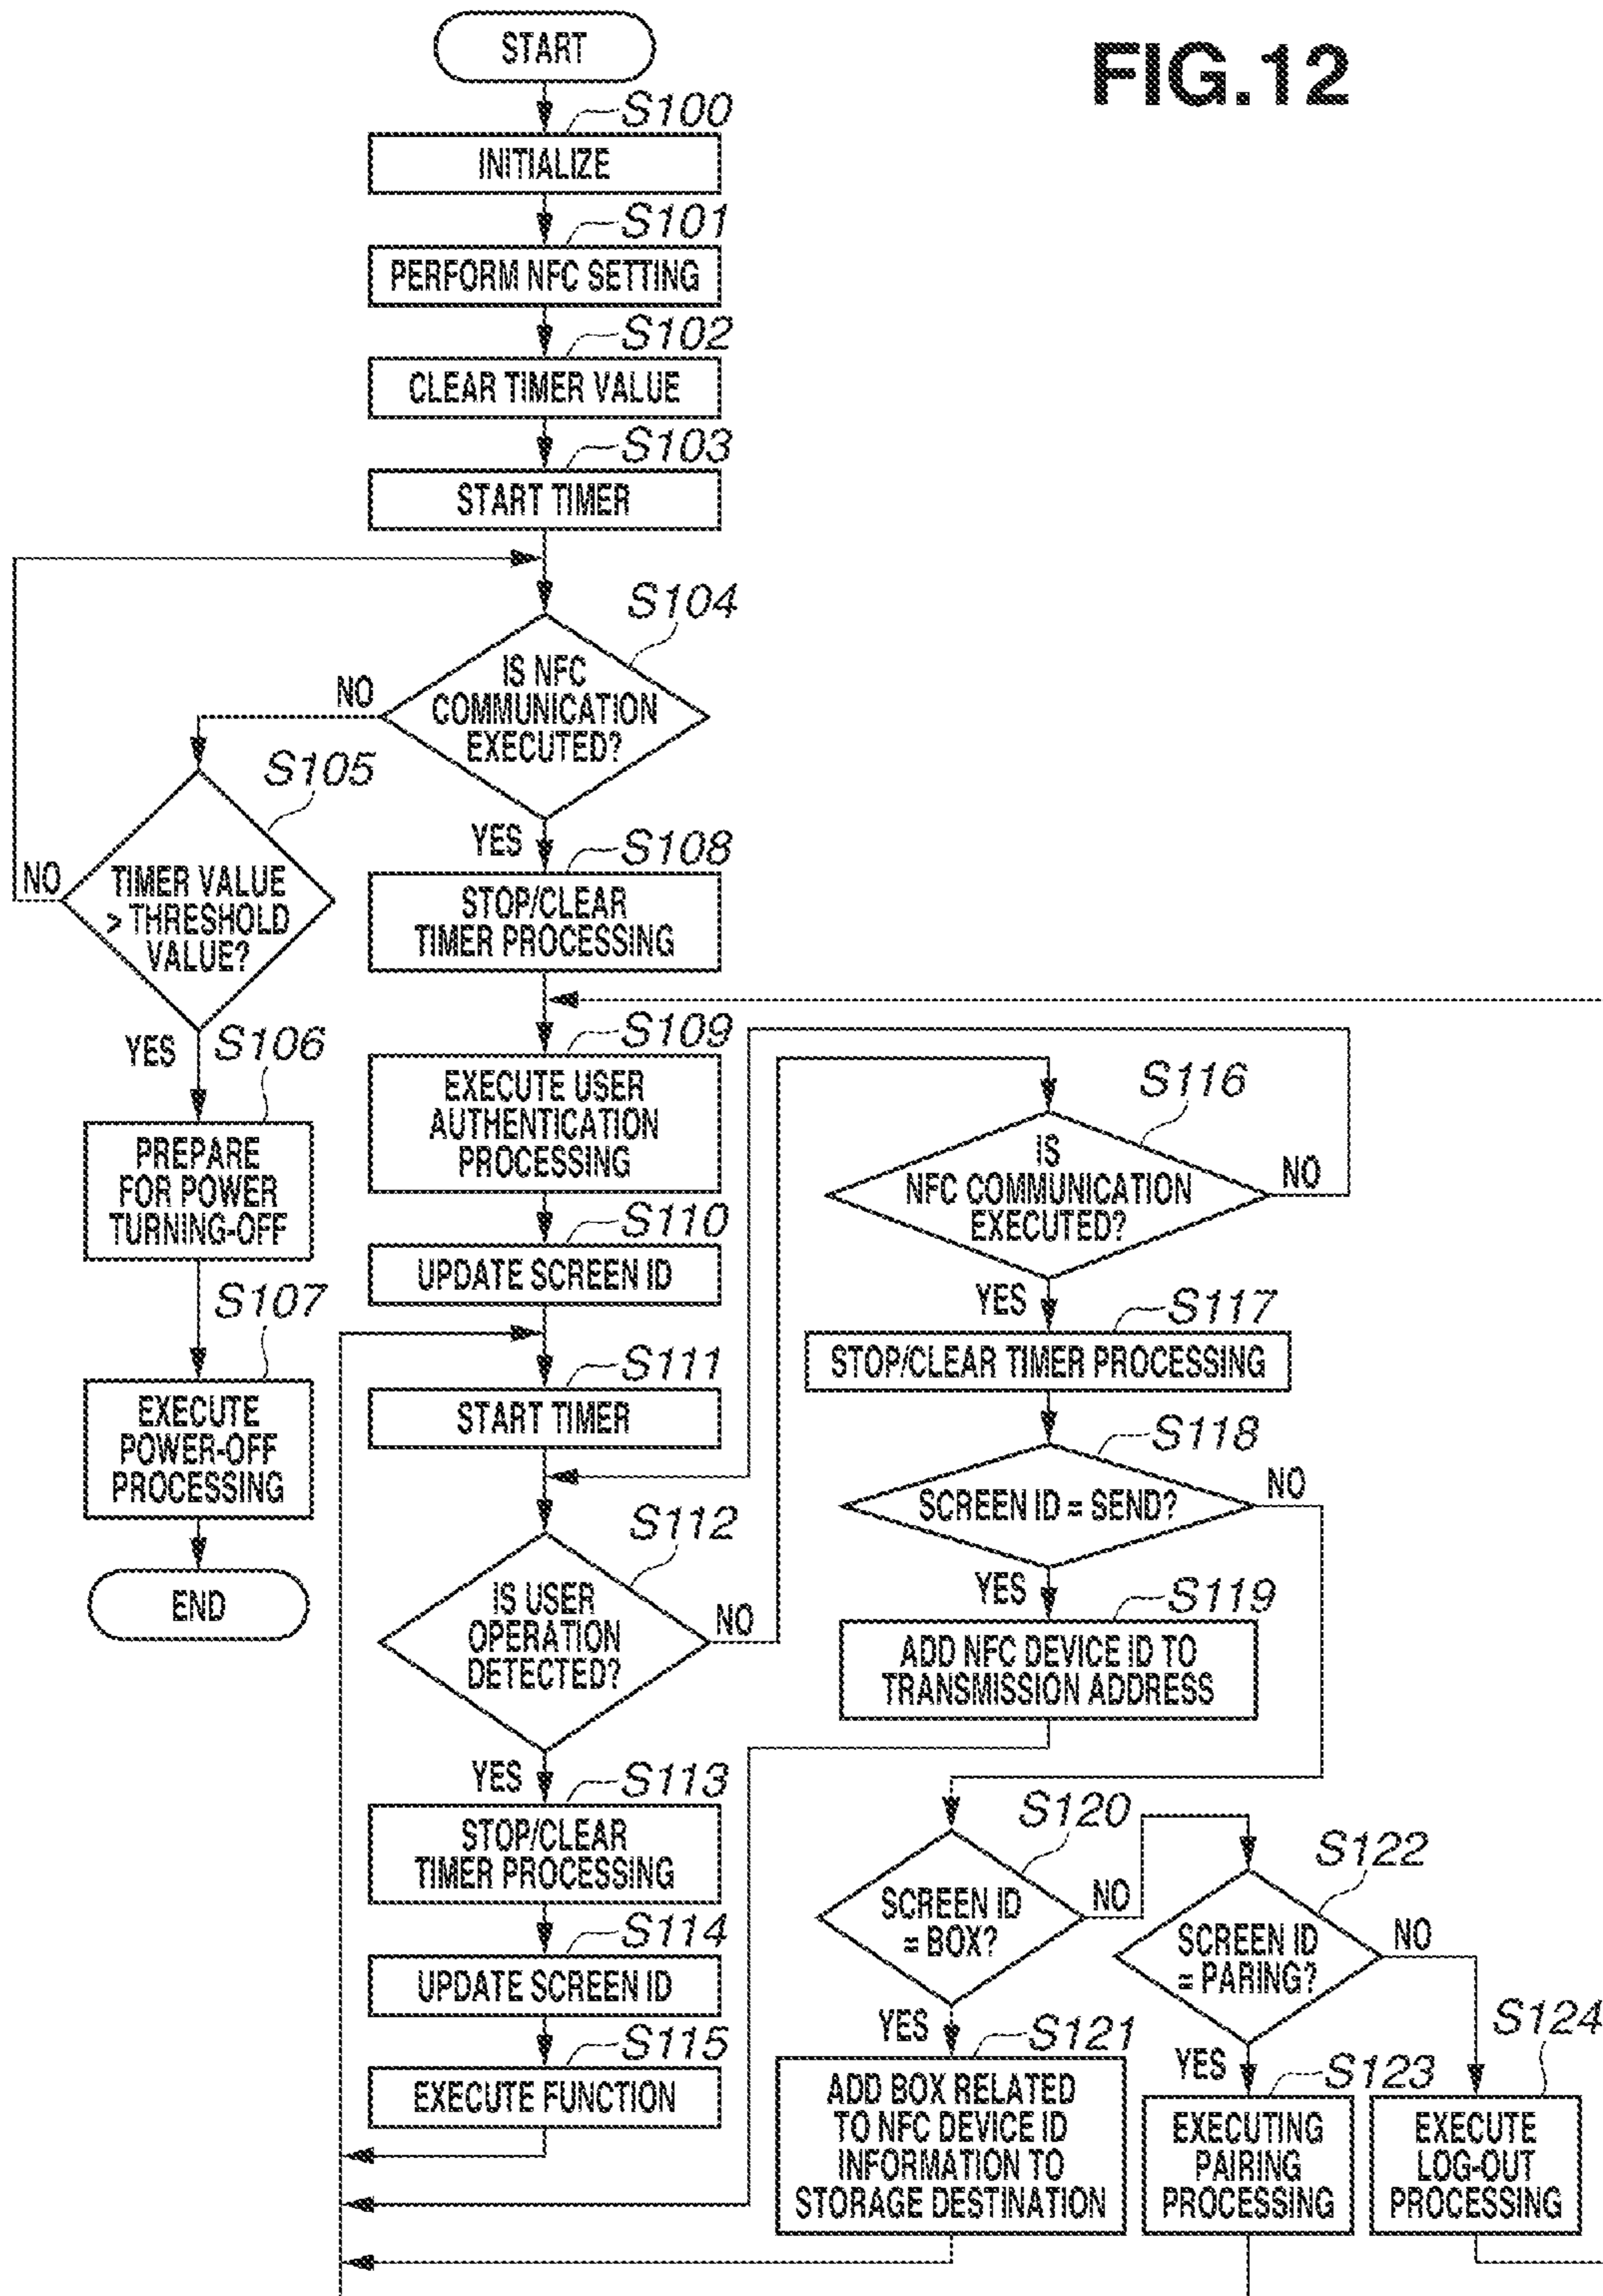 FIG.12
START
S100
INITIALIZE
S101
PERFORM NFC SETTING
S102
CLEAR TIMER VALUE
S103
START TIMER
S104
IS NFC
COMMUNICATION
EXECUTED?
NO
YES
S105
TIMER VALUE
> THRESHOLD
VALUE?
NO
YES
S106
PREPARE
FOR POWER
TURNING-OFF
S107
EXECUTE
POWER-OFF
PROCESSING
END
S108
STOP/CLEAR
TIMER PROCESSING
S109
EXECUTE USER
AUTHENTICATION
PROCESSING
S110
UPDATE SCREEN ID
S111
START TIMER
S112
IS USER
OPERATION
DETECTED?
NO
YES
S113
STOP/CLEAR
TIMER PROCESSING
S114
UPDATE SCREEN ID
S115
EXECUTE FUNCTION
S116
IS
NFC COMMUNICATION
EXECUTED?
NO
YES
S117
STOP/CLEAR TIMER PROCESSING
S118
SCREEN ID = SEND?
NO
YES
S119
ADD NFC DEVICE ID TO
TRANSMISSION ADDRESS
S120
SCREEN ID
= BOX?
NO
YES
S121
ADD BOX RELATED
TO NFC DEVICE ID
INFORMATION TO
STORAGE DESTINATION
S122
SCREEN ID
= PARING?
NO
YES
S123
EXECUTING
PAIRING
PROCESSING
S124
EXECUTE
LOG-OUT
PROCESSING